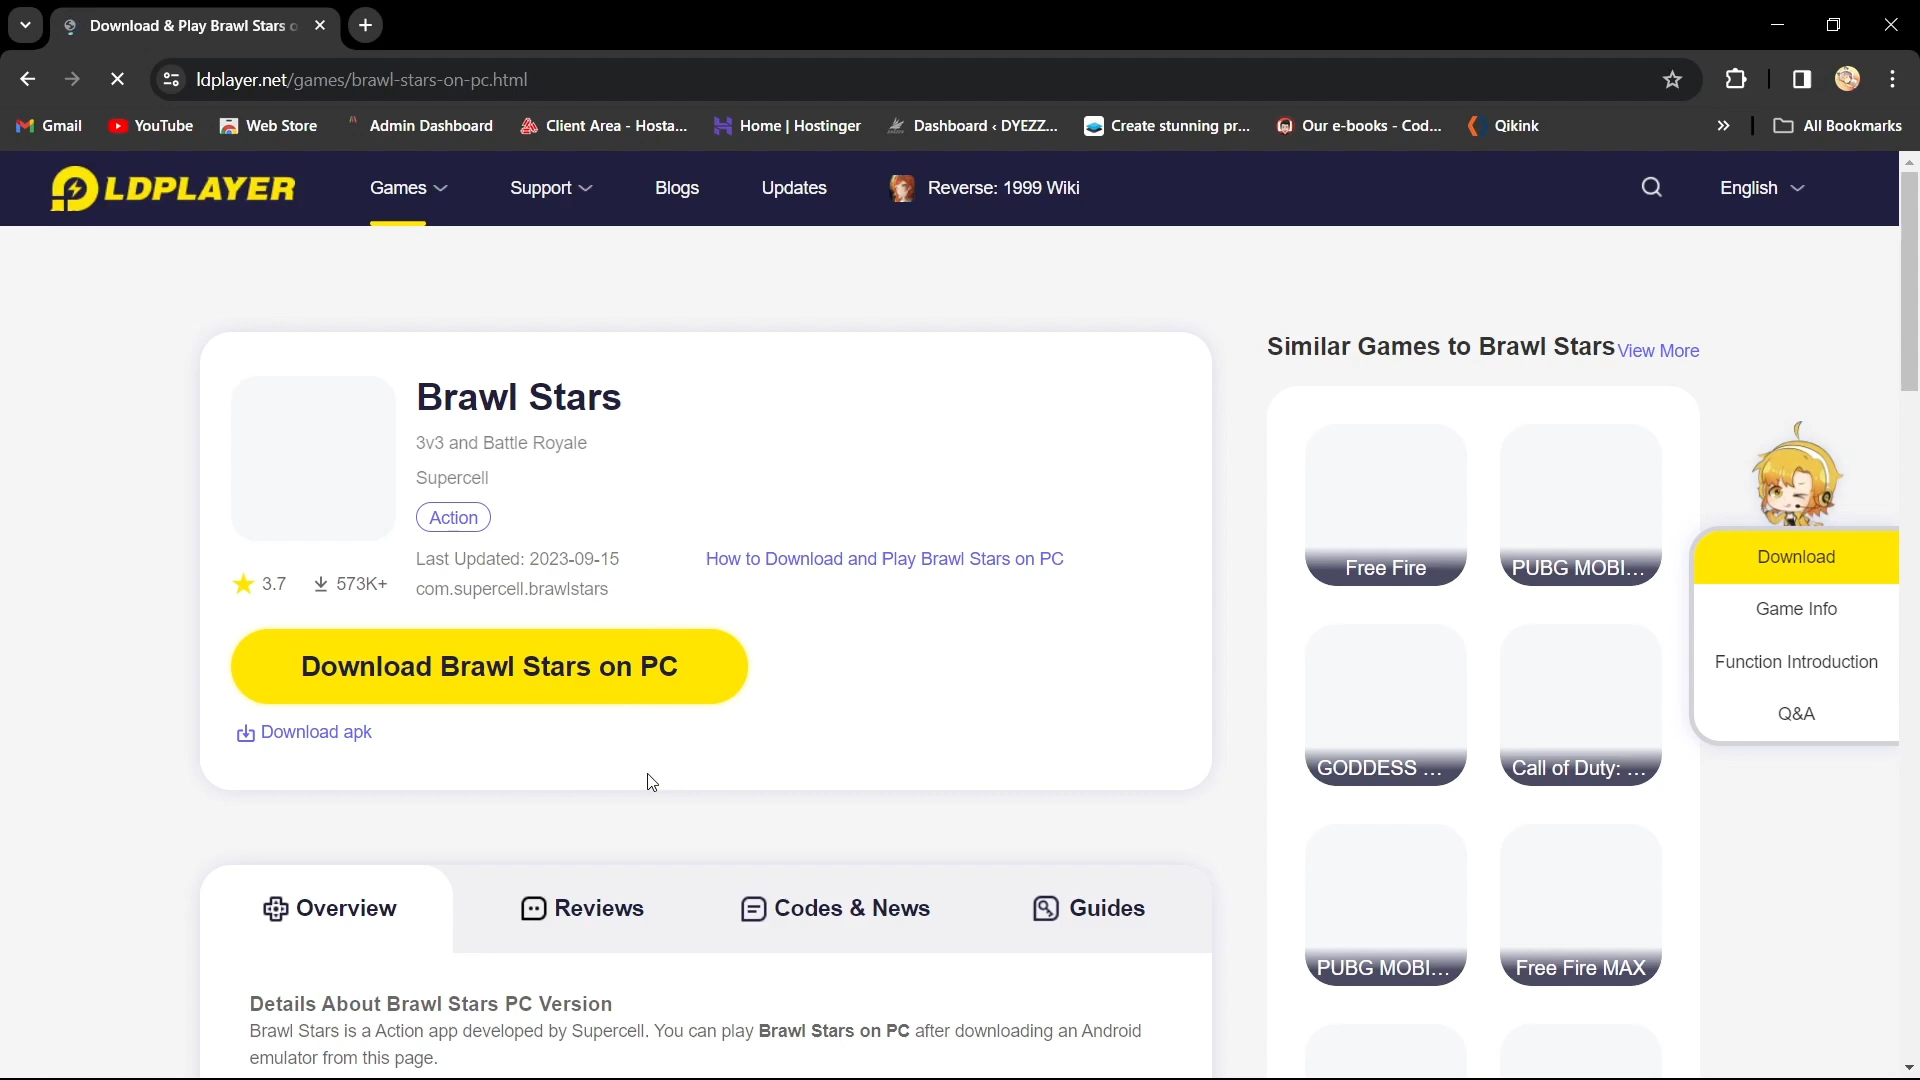 Download & Play Brawl Stars o
ldplayer.net/games/brawl-stars-on-pc.html
Gmail
YouTube
Web Store
Admin Dashboard
Client Area - Hosta...
Home | Hostinger
Dashboard ‹ DYEZZ...
Create stunning pr...
Our e-books - Cod...
Qikink
»
All Bookmarks
LDPLAYER
Games
Support
Blogs
Updates
Reverse: 1999 Wiki
English
Brawl Stars
3v3 and Battle Royale
Supercell
Action
Last Updated: 2023-09-15
How to Download and Play Brawl Stars on PC
3.7
573K+
com.supercell.brawlstars
Download Brawl Stars on PC
Download apk
Similar Games to Brawl Stars
View More
Free Fire
PUBG MOBI...
GODDESS ...
Call of Duty: ...
PUBG MOBI...
Free Fire MAX
Download
Game Info
Function Introduction
Q&A
Overview
Reviews
Codes & News
Guides
Details About Brawl Stars PC Version
Brawl Stars is a Action app developed by Supercell. You can play Brawl Stars on PC after downloading an Android
emulator from this page.